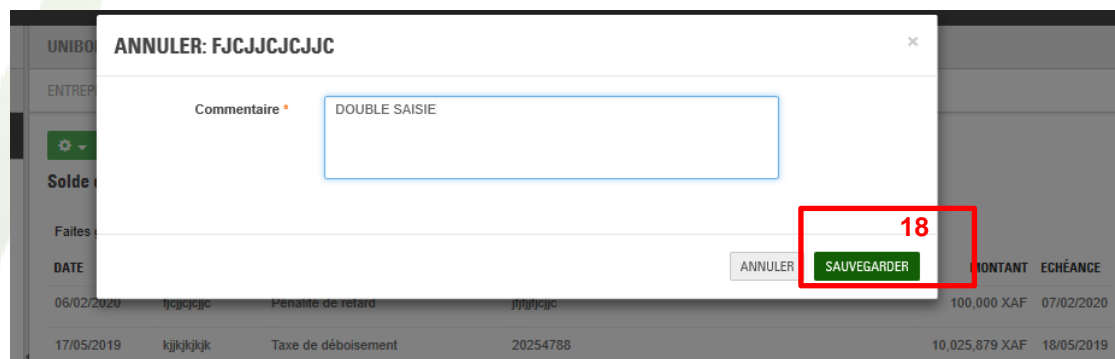 UNIBO
ANNULER: FJCJJCJCJJC
×
ENTREP
Commentaire *
DOUBLE SAISIE
Solde
Faites
18
ANNULER
SAUVEGARDER
DATE
MONTANT
ECHÉANCE
06/02/2020
Pénalité de retard
100,000 XAF
07/02/2020
17/05/2019
kjjkjkjkjk
Taxe de déboisement
20254788
10,025,879 XAF
18/05/2019